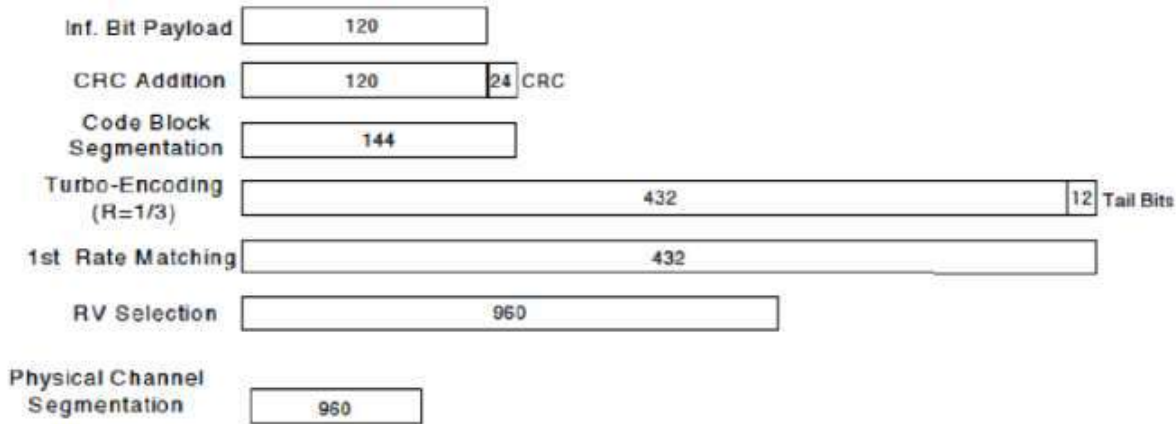 Inf. Bit Payload 120
CRC Addition 120 24 CRC
Code Block
Segmentation 144
Turbo-Encoding
(R=1/3) 432 12 Tail Bits
1st Rate Matching 432
RV Selection 960
Physical Channel
Segmentation 960